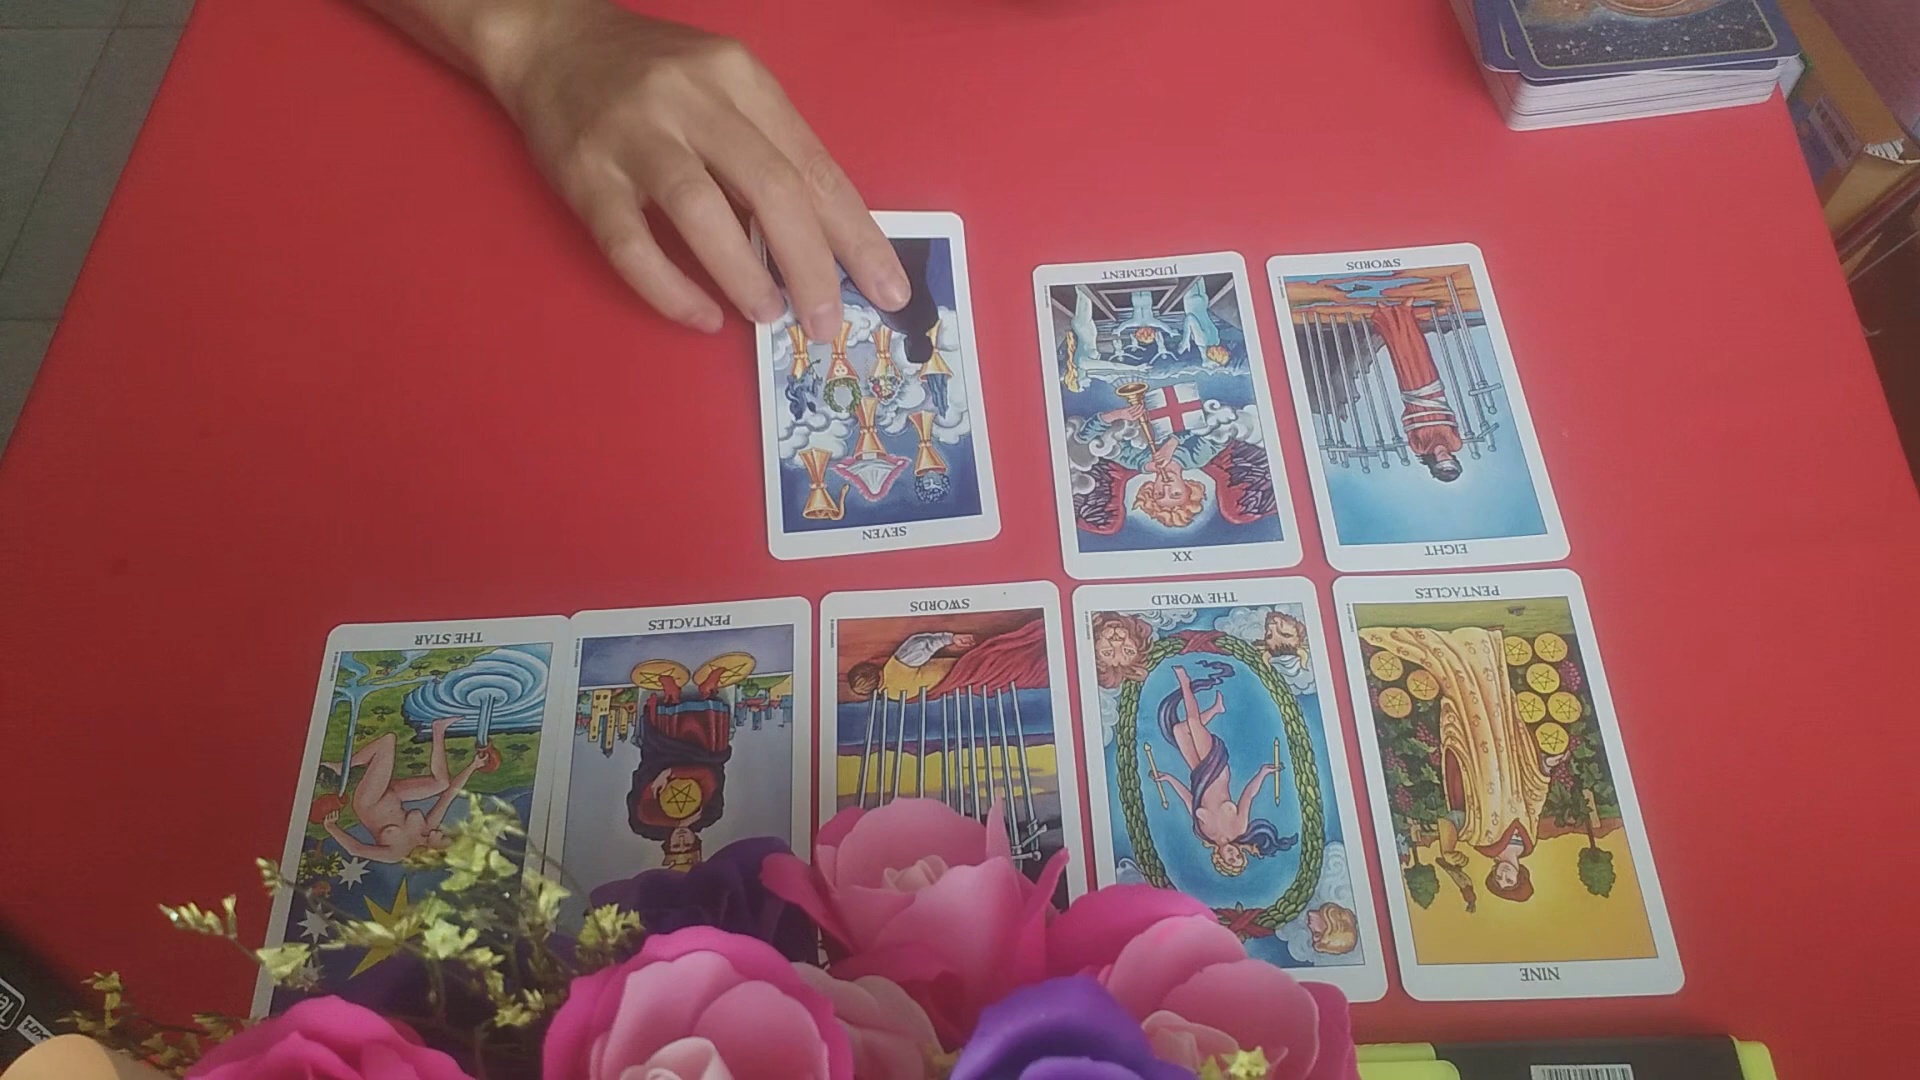 JUDGEMENT
SWORDS
SEVEN
XX
EIGHT
THE STAR
PENTACLES
SWORDS
THE WORLD
PENTACLES
NINE